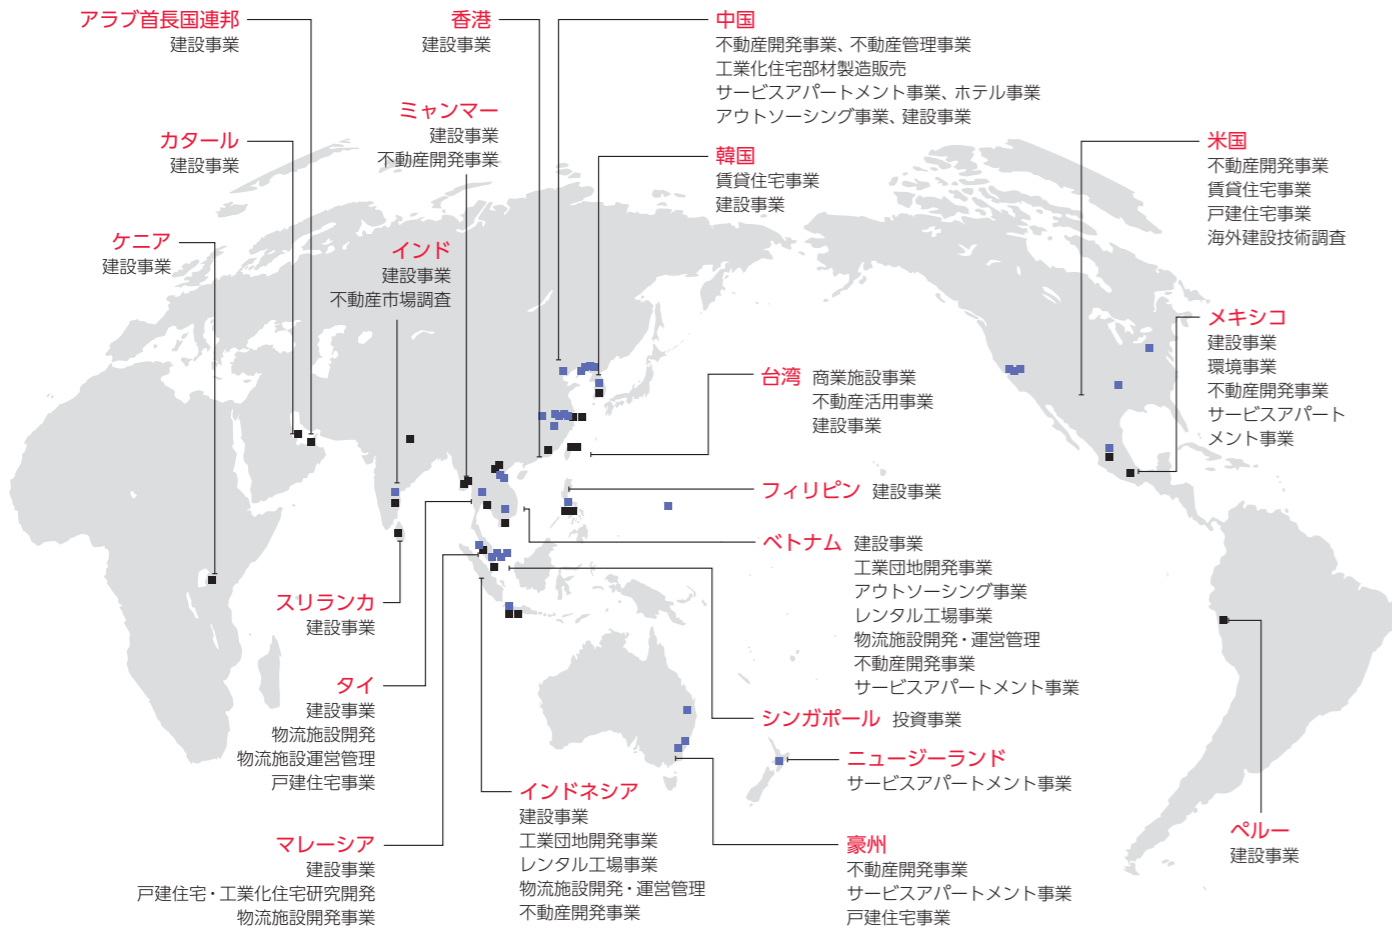 アラブ首長国連邦
建設事業
香港
建設事業
中国
不動産開発事業、不動産管理事業
工業化住宅部材製造販売
サービスアパートメント事業、ホテル事業
アウトソーシング事業、建設事業
ミャンマー
建設事業
不動産開発事業
カタール
建設事業
韓国
賃貸住宅事業
建設事業
米国
不動産開発事業
賃貸住宅事業
戸建住宅事業
海外建設技術調査
ケニア
建設事業
インド
建設事業
不動産市場調査
メキシコ
建設事業
環境事業
不動産開発事業
サービスアパート
メント事業
台湾 商業施設事業
不動産活用事業
建設事業
フィリピン 建設事業
ベトナム 建設事業
工業団地開発事業
アウトソーシング事業
レンタル工場事業
物流施設開発・運営管理
不動産開発事業
サービスアパートメント事業
スリランカ
建設事業
タイ
建設事業
物流施設開発
物流施設運営管理
戸建住宅事業
シンガポール 投資事業
ニュージーランド
サービスアパートメント事業
インドネシア
建設事業
工業団地開発事業
レンタル工場事業
物流施設開発・運営管理
不動産開発事業
マレーシア
建設事業
戸建住宅・工業化住宅研究開発
物流施設開発事業
豪州
不動産開発事業
サービスアパートメント事業
戸建住宅事業
ペルー
建設事業